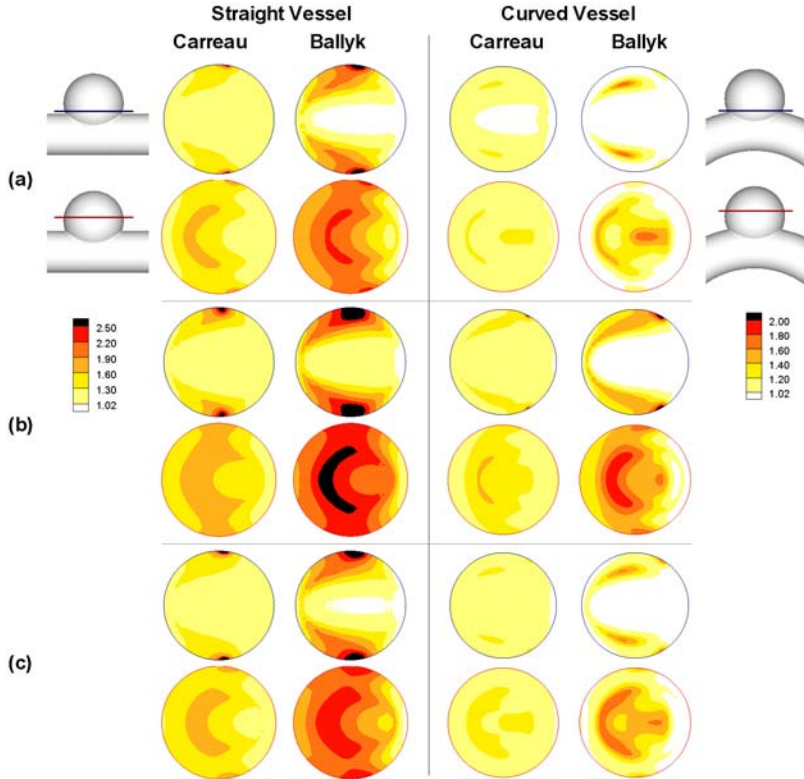 Straight Vessel
Curved Vessel
Carreau
Ballyk
Carreau
Ballyk
(a)
2.50
2.20
1.90
1.60
1.30
1.02
2.00
1.80
1.60
1.40
1.20
1.02
(b)
(c)